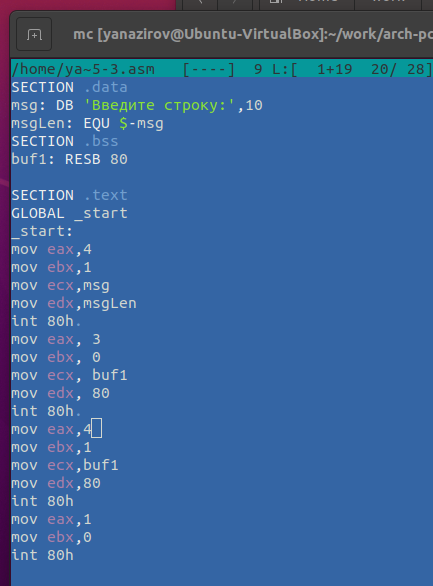 Home
work
mc [yanazirov@Ubuntu-VirtualBox]:~/work/arch-pc
/home/ya~5-3.asm   [----]  9 L:[  1+19  20/ 28]
SECTION .data
msg: DB 'Введите строку:',10
msgLen: EQU $-msg
SECTION .bss
buf1: RESB 80

SECTION .text
GLOBAL _start
_start:
mov eax,4
mov ebx,1
mov ecx,msg
mov edx,msgLen
int 80h.
mov eax, 3
mov ebx, 0
mov ecx, buf1
mov edx, 80
int 80h.
mov eax,4
mov ebx,1
mov ecx,buf1
mov edx,80
int 80h
mov eax,1
mov ebx,0
int 80h